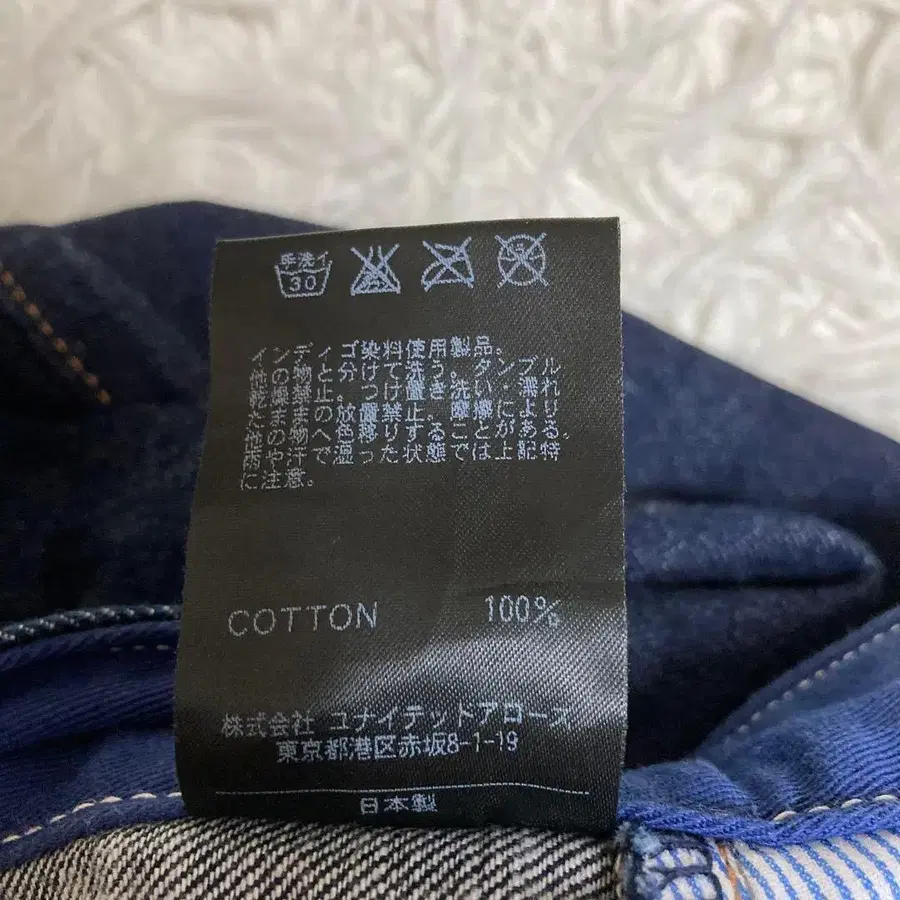 手洗イ
30
インディゴ染料使用製品。
他の物と分けて洗う。タンブル
乾燥禁止。つけ置き洗い・濡れ
たままの放置禁止。摩擦により
他の物へ色移りすることがある。
雨や汗で湿った状態では上記特
に注意。
COTTON 100%
株式会社 ユナイテッドアローズ
東京都港区赤坂8-1-19
日本製